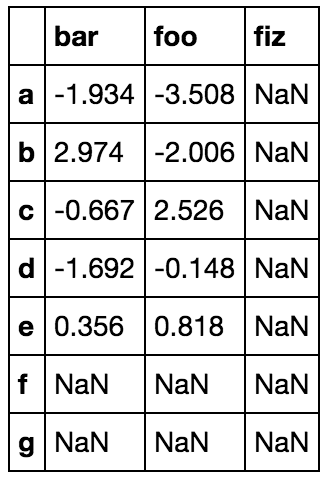 bar foo fiz
a -1.934 -3.508 NaN
b 2.974 -2.006 NaN
c -0.667 2.526 NaN
d -1.692 -0.148 NaN
e 0.356 0.818 NaN
f NaN NaN NaN
g NaN NaN NaN